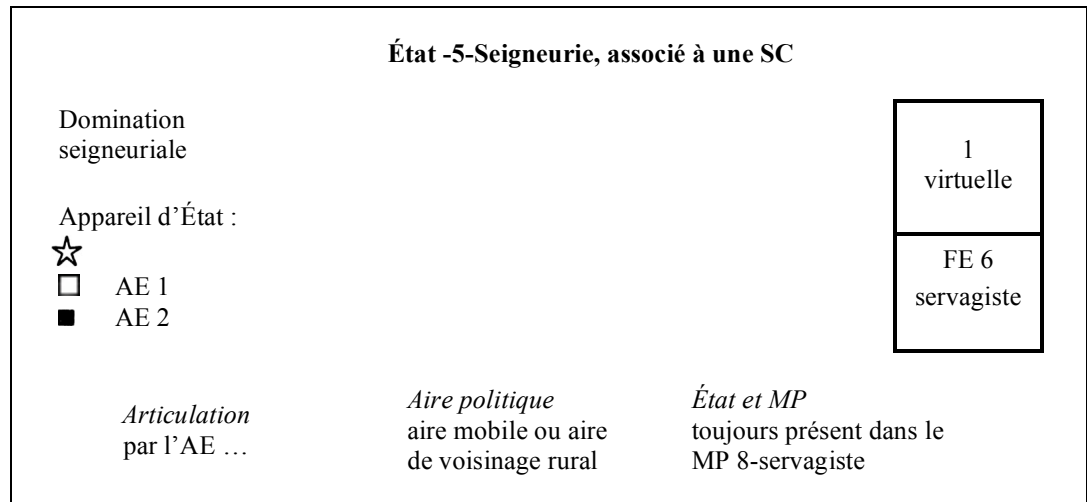 État -5-Seigneurie, associé à une SC
Domination
seigneuriale
Appareil d’État :
AE 1
AE 2
1
virtuelle
FE 6
servagiste
Articulation
par l’AE …
Aire politique
aire mobile ou aire
de voisinage rural
État et MP
toujours présent dans le
MP 8-servagiste